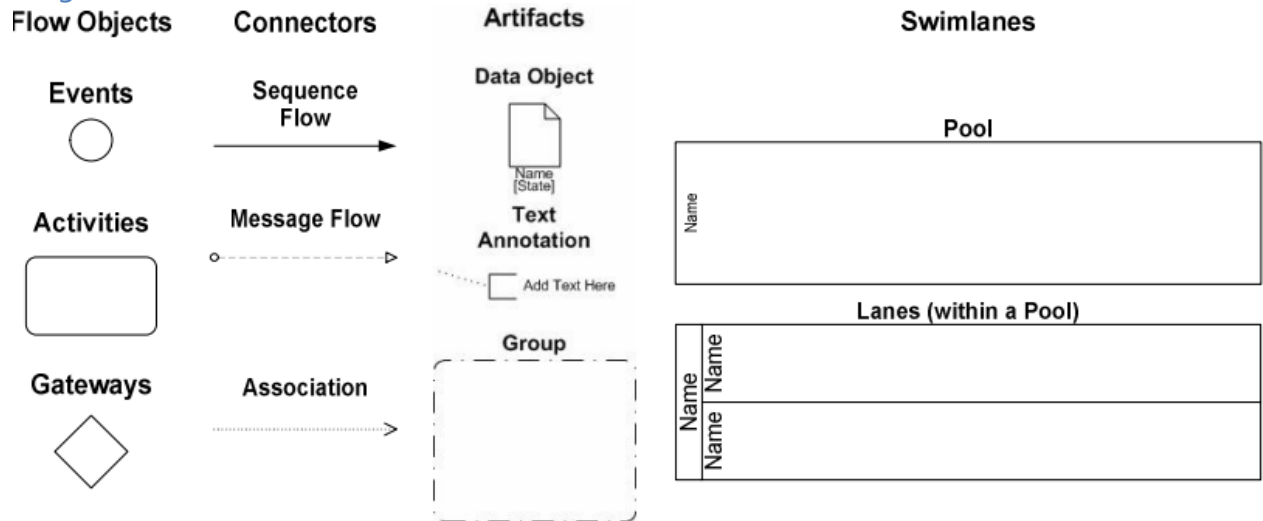 Flow Objects
Connectors
Artifacts
Swimlanes
Events
Sequence
Flow
Data Object
Name
[State]
Pool
Name
Activities
Message Flow
Text
Annotation
Add Text Here
Lanes (within a Pool)
Name
Name
Name
Group
Gateways
Association